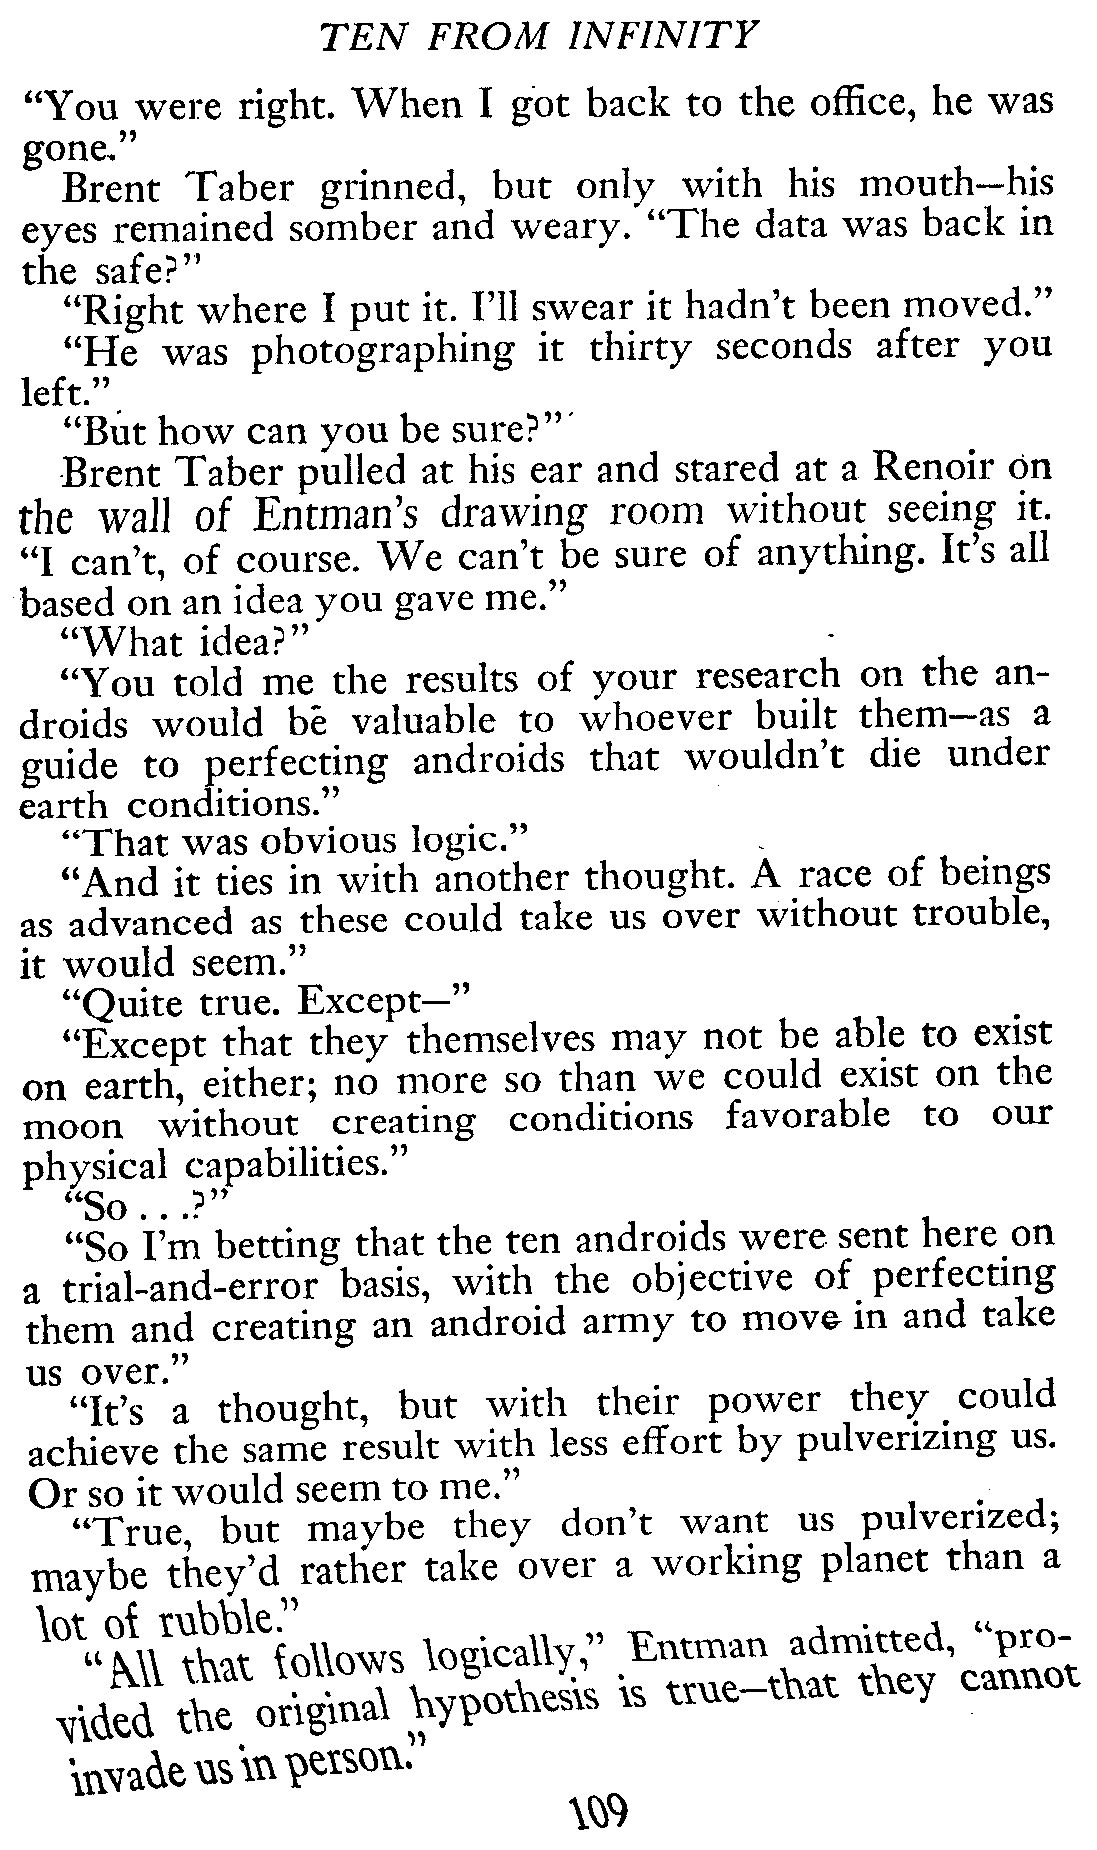 TEN FROM INFINITY
“You were right. When I got back to the office, he was
gone.”
Brent Taber grinned, but only with his mouth—his
eyes remained somber and weary. “The data was back in
the safe?”
“Right where I put it. I’ll swear it hadn’t been moved.”
“He was photographing it thirty seconds after you
left.”
“But how can you be sure?”
Brent Taber pulled at his ear and stared at a Renoir on
the wall of Entman’s drawing room without seeing it.
“I can’t, of course. We can’t be sure of anything. It’s all
based on an idea you gave me.”
“What idea?”
“You told me the results of your research on the an-
droids would be valuable to whoever built them—as a
guide to perfecting androids that wouldn’t die under
earth conditions.”
“That was obvious logic.”
“And it ties in with another thought. A race of beings
as advanced as these could take us over without trouble,
it would seem.”
“Quite true. Except—”
“Except that they themselves may not be able to exist
on earth, either; no more so than we could exist on the
moon without creating conditions favorable to our
physical capabilities.”
“So . . .?”
“So I’m betting that the ten androids were sent here on
a trial-and-error basis, with the objective of perfecting
them and creating an android army to move in and take
us over.”
“It’s a thought, but with their power they could
achieve the same result with less effort by pulverizing us.
Or so it would seem to me.”
“True, but maybe they don’t want us pulverized;
maybe they’d rather take over a working planet than a
lot of rubble.”
“All that follows logically,” Entman admitted, “pro-
vided the original hypothesis is true—that they cannot
invade us in person.”
109